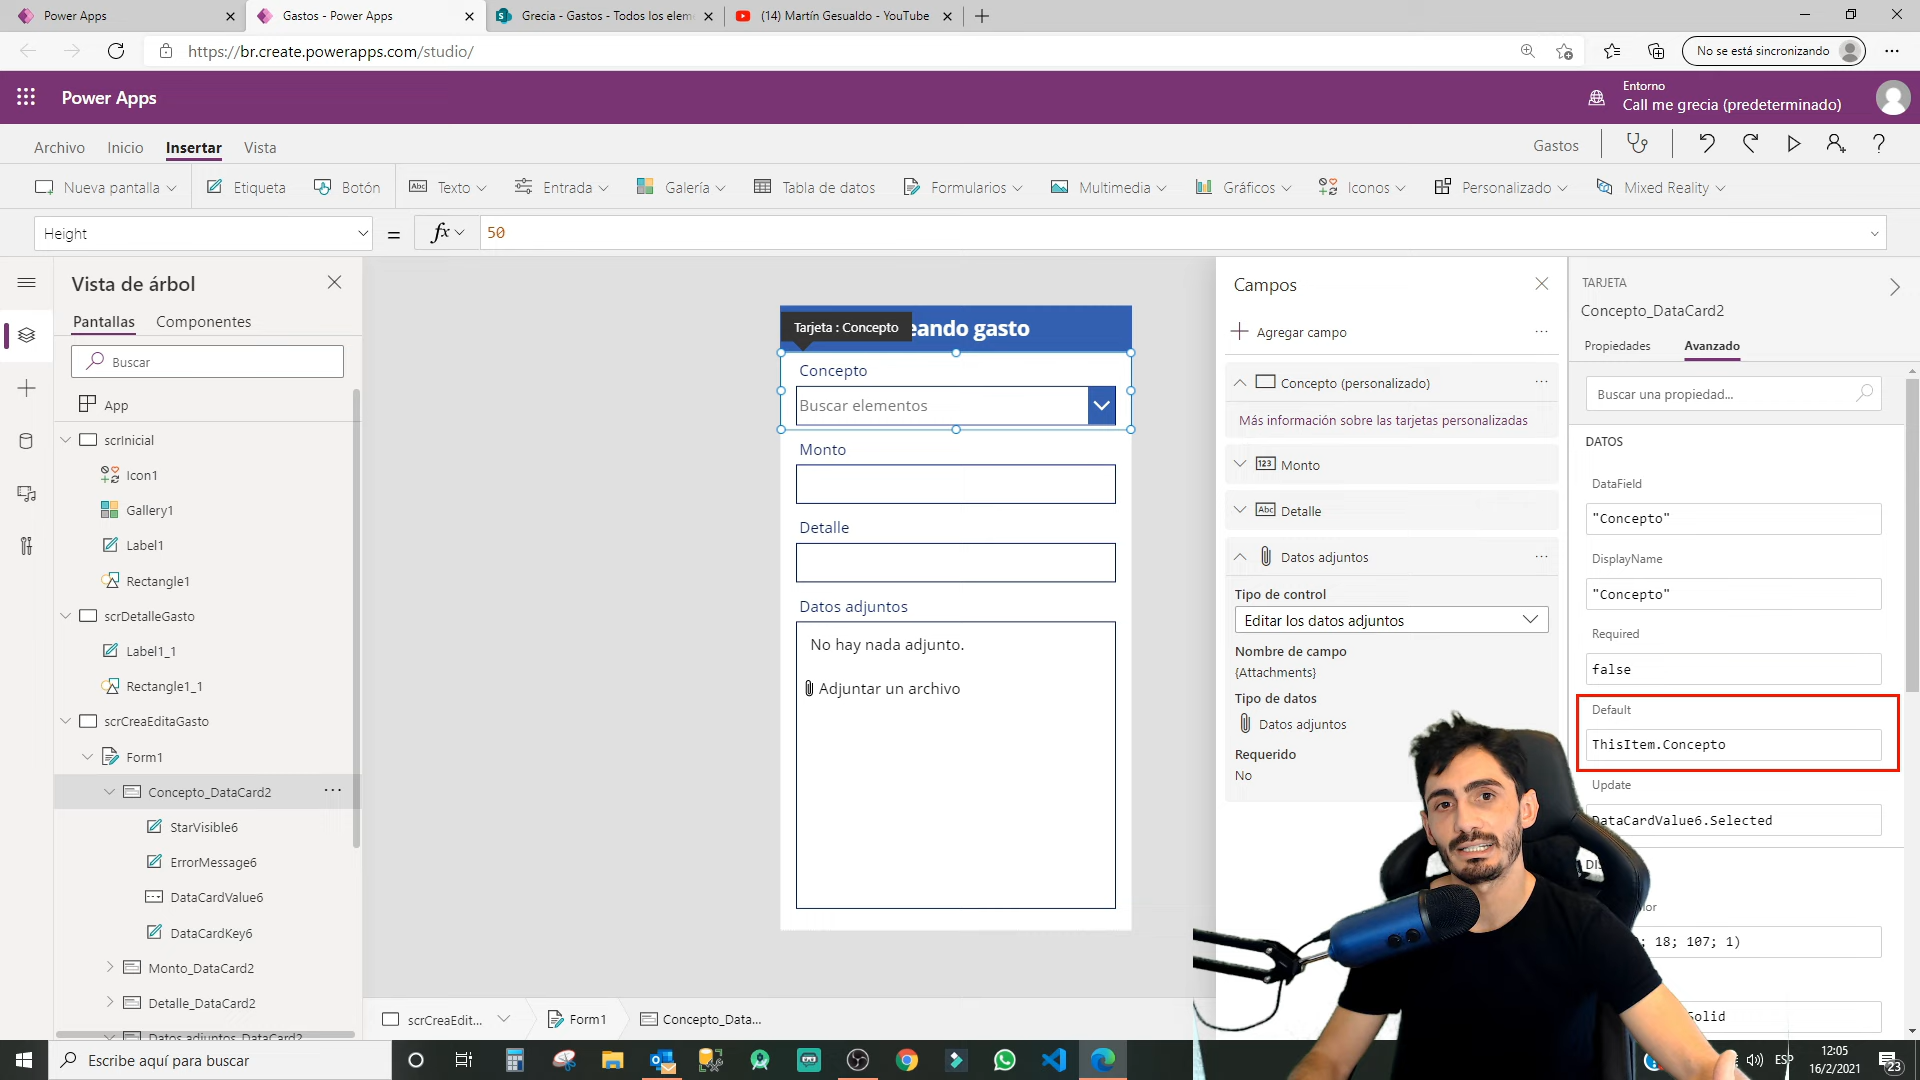 Power Apps
Gastos - Power Apps
Grecia - Gastos - Todos los elem
(14) Martín Gesualdo - YouTube
https://br.create.powerapps.com/studio/
No se está sincronizando
Power Apps
Entorno
Call me grecia (predeterminado)
Archivo Inicio Insertar Vista
Gastos
Nueva pantalla Etiqueta Botón Texto Entrada Galería Tabla de datos Formularios Multimedia Gráficos Iconos Personalizado Mixed Reality
Height = fx 50
Vista de árbol
Pantallas Componentes
Buscar
App
scrInicial
Icon1
Gallery1
Label1
Rectangle1
scrDetalleGasto
Label1_1
Rectangle1_1
scrCreaEditaGasto
Form1
Concepto_DataCard2
StarVisible6
ErrorMessage6
DataCardValue6
DataCardKey6
Monto_DataCard2
Detalle_DataCard2
Datos adjuntos_DataCard2
Tarjeta : Concepto
eando gasto
Concepto
Buscar elementos
Monto
Detalle
Datos adjuntos
No hay nada adjunto.
Adjuntar un archivo
scrCreaEdit... Form1 Concepto_Data...
Campos
Agregar campo
Concepto (personalizado)
Más información sobre las tarjetas personalizadas
123 Monto
Abc Detalle
Datos adjuntos
Tipo de control
Editar los datos adjuntos
Nombre de campo
{Attachments}
Tipo de datos
Datos adjuntos
Requerido
No
TARJETA
Concepto_DataCard2
Propiedades Avanzado
Buscar una propiedad...
DATOS
DataField
"Concepto"
DisplayName
"Concepto"
Required
false
Default
ThisItem.Concepto
Update
DataCardValue6.Selected
18; 107; 1)
Solid
Escribe aquí para buscar
ESP
12:05
16/2/2021
23